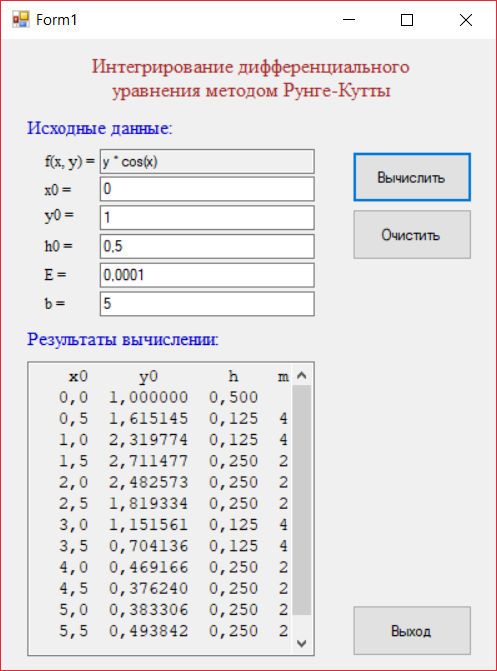 Form1
Интегрирование дифференциального
уравнения методом Рунге-Кутты
Исходные данные:
f(x, y) = y * cos(x)
x0 = 0
y0 = 1
h0 = 0,5
E = 0,0001
b = 5
Вычислить
Очистить
Результаты вычислении:
x0 y0 h m
0,0 1,000000 0,500
0,5 1,615145 0,125 4
1,0 2,319774 0,125 4
1,5 2,711477 0,250 2
2,0 2,482573 0,250 2
2,5 1,819334 0,250 2
3,0 1,151561 0,125 4
3,5 0,704136 0,125 4
4,0 0,469166 0,250 2
4,5 0,376240 0,250 2
5,0 0,383306 0,250 2
5,5 0,493842 0,250 2
Выход